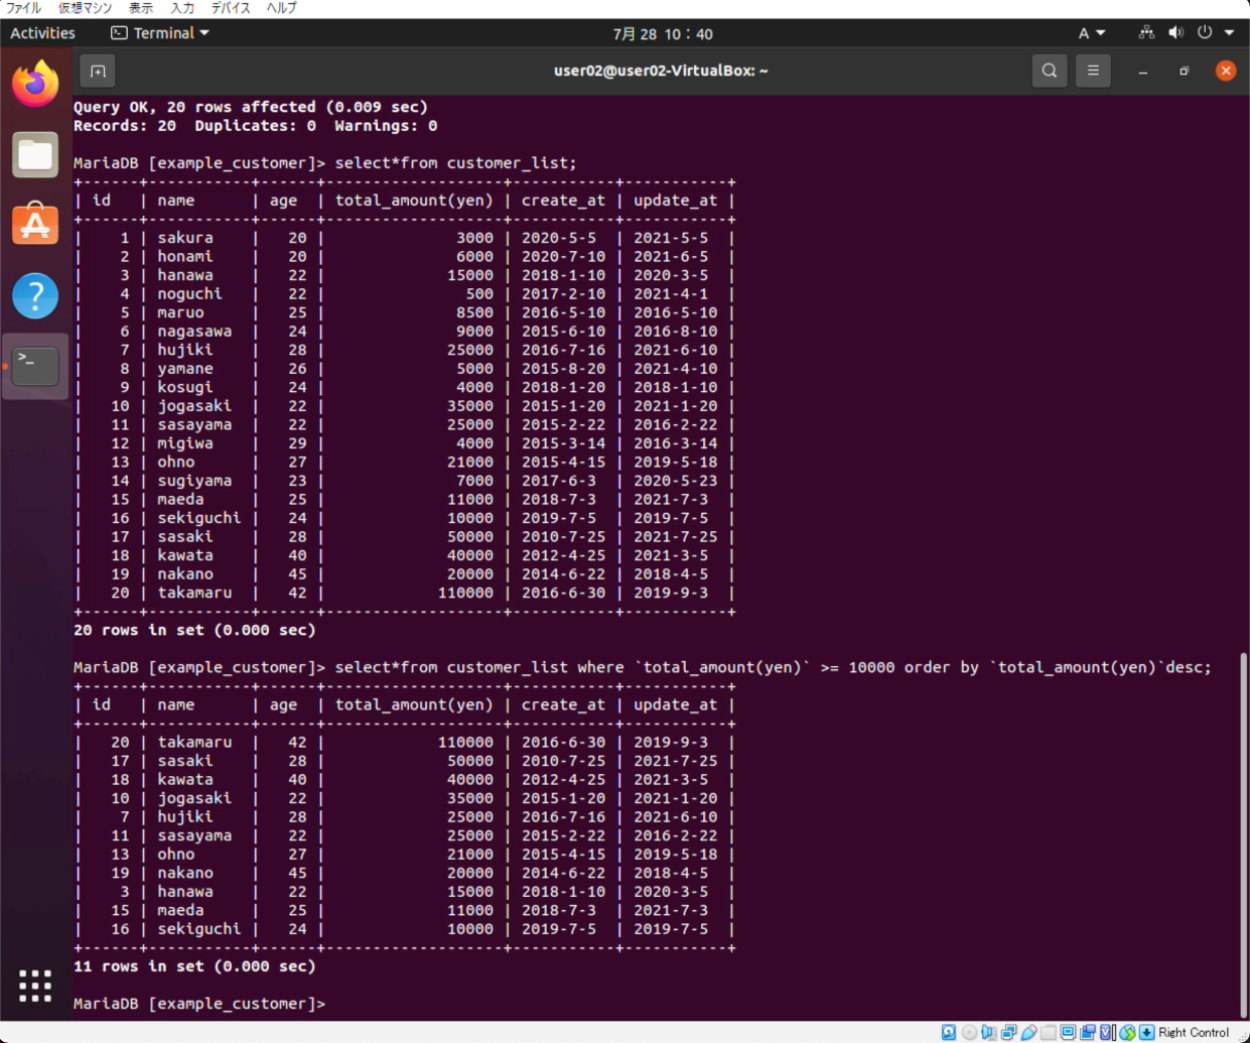 ファイル 仮想マシン 表示 入力 デバイス ヘルプ
Activities Terminal 7月 28 10：40 A
user02@user02-VirtualBox: ~
Query OK, 20 rows affected (0.009 sec)
Records: 20  Duplicates: 0  Warnings: 0
MariaDB [example_customer]> select*from customer_list;
+------+-----------+------+-------------------+-----------+-----------+
| id   | name      | age  | total_amount(yen) | create_at | update_at |
+------+-----------+------+-------------------+-----------+-----------+
|    1 | sakura    |   20 |              3000 | 2020-5-5  | 2021-5-5  |
|    2 | honami    |   20 |              6000 | 2020-7-10 | 2021-6-5  |
|    3 | hanawa    |   22 |             15000 | 2018-1-10 | 2020-3-5  |
|    4 | noguchi   |   22 |               500 | 2017-2-10 | 2021-4-1  |
|    5 | maruo     |   25 |              8500 | 2016-5-10 | 2016-5-10 |
|    6 | nagasawa  |   24 |              9000 | 2015-6-10 | 2016-8-10 |
|    7 | hujiki    |   28 |             25000 | 2016-7-16 | 2021-6-10 |
|    8 | yamane    |   26 |              5000 | 2015-8-20 | 2021-4-10 |
|    9 | kosugi    |   24 |              4000 | 2018-1-20 | 2018-1-10 |
|   10 | jogasaki  |   22 |             35000 | 2015-1-20 | 2021-1-20 |
|   11 | sasayama  |   22 |             25000 | 2015-2-22 | 2016-2-22 |
|   12 | migiwa    |   29 |              4000 | 2015-3-14 | 2016-3-14 |
|   13 | ohno      |   27 |             21000 | 2015-4-15 | 2019-5-18 |
|   14 | sugiyama  |   23 |              7000 | 2017-6-3  | 2020-5-23 |
|   15 | maeda     |   25 |             11000 | 2018-7-3  | 2021-7-3  |
|   16 | sekiguchi |   24 |             10000 | 2019-7-5  | 2019-7-5  |
|   17 | sasaki    |   28 |             50000 | 2010-7-25 | 2021-7-25 |
|   18 | kawata    |   40 |             40000 | 2012-4-25 | 2021-3-5  |
|   19 | nakano    |   45 |             20000 | 2014-6-22 | 2018-4-5  |
|   20 | takamaru  |   42 |            110000 | 2016-6-30 | 2019-9-3  |
+------+-----------+------+-------------------+-----------+-----------+
20 rows in set (0.000 sec)
MariaDB [example_customer]> select*from customer_list where `total_amount(yen)` >= 10000 order by `total_amount(yen)`desc;
+------+-----------+------+-------------------+-----------+-----------+
| id   | name      | age  | total_amount(yen) | create_at | update_at |
+------+-----------+------+-------------------+-----------+-----------+
|   20 | takamaru  |   42 |            110000 | 2016-6-30 | 2019-9-3  |
|   17 | sasaki    |   28 |             50000 | 2010-7-25 | 2021-7-25 |
|   18 | kawata    |   40 |             40000 | 2012-4-25 | 2021-3-5  |
|   10 | jogasaki  |   22 |             35000 | 2015-1-20 | 2021-1-20 |
|    7 | hujiki    |   28 |             25000 | 2016-7-16 | 2021-6-10 |
|   11 | sasayama  |   22 |             25000 | 2015-2-22 | 2016-2-22 |
|   13 | ohno      |   27 |             21000 | 2015-4-15 | 2019-5-18 |
|   19 | nakano    |   45 |             20000 | 2014-6-22 | 2018-4-5  |
|    3 | hanawa    |   22 |             15000 | 2018-1-10 | 2020-3-5  |
|   15 | maeda     |   25 |             11000 | 2018-7-3  | 2021-7-3  |
|   16 | sekiguchi |   24 |             10000 | 2019-7-5  | 2019-7-5  |
+------+-----------+------+-------------------+-----------+-----------+
11 rows in set (0.000 sec)
MariaDB [example_customer]>
Right Control